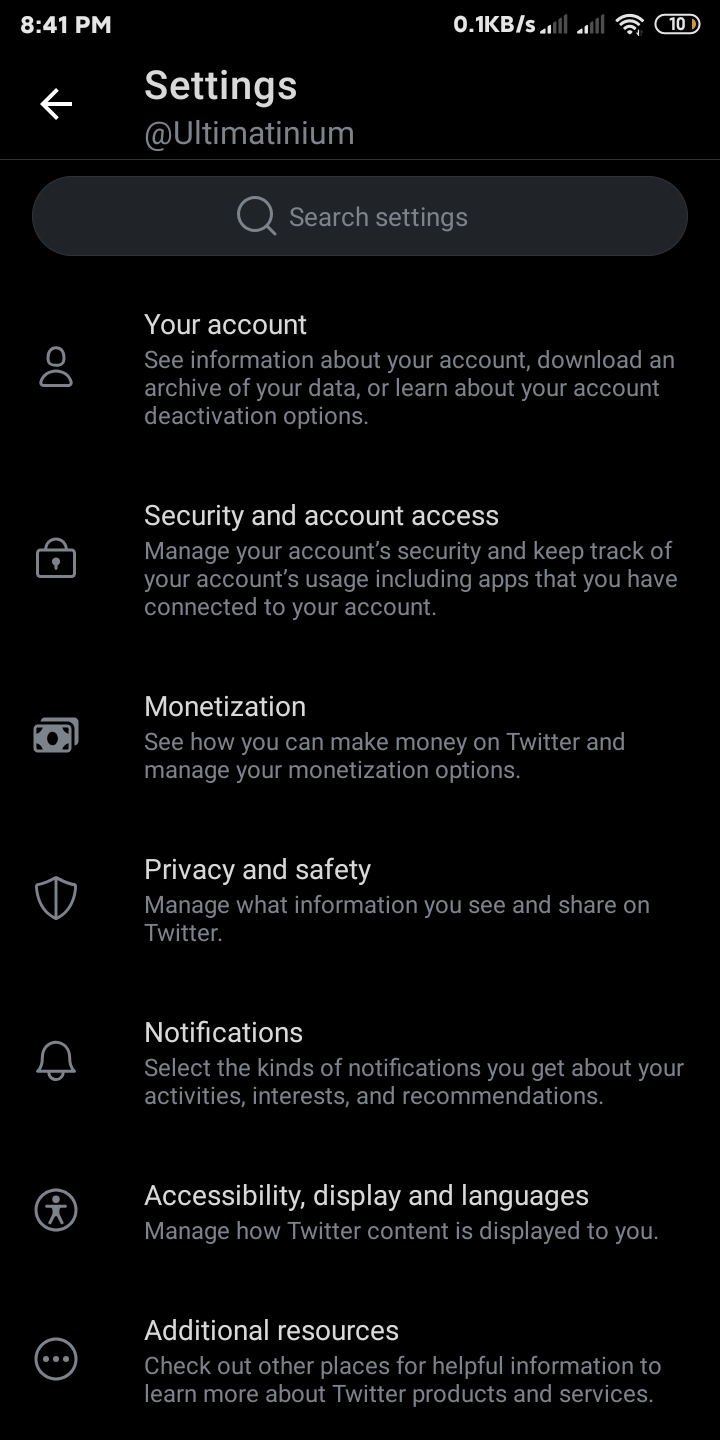 8:41 PM 0.1KB/s 10
Settings
@Ultimatinium
Search settings
Your account
See information about your account, download an
archive of your data, or learn about your account
deactivation options.
Security and account access
Manage your account’s security and keep track of
your account’s usage including apps that you have
connected to your account.
Monetization
See how you can make money on Twitter and
manage your monetization options.
Privacy and safety
Manage what information you see and share on
Twitter.
Notifications
Select the kinds of notifications you get about your
activities, interests, and recommendations.
Accessibility, display and languages
Manage how Twitter content is displayed to you.
Additional resources
Check out other places for helpful information to
learn more about Twitter products and services.